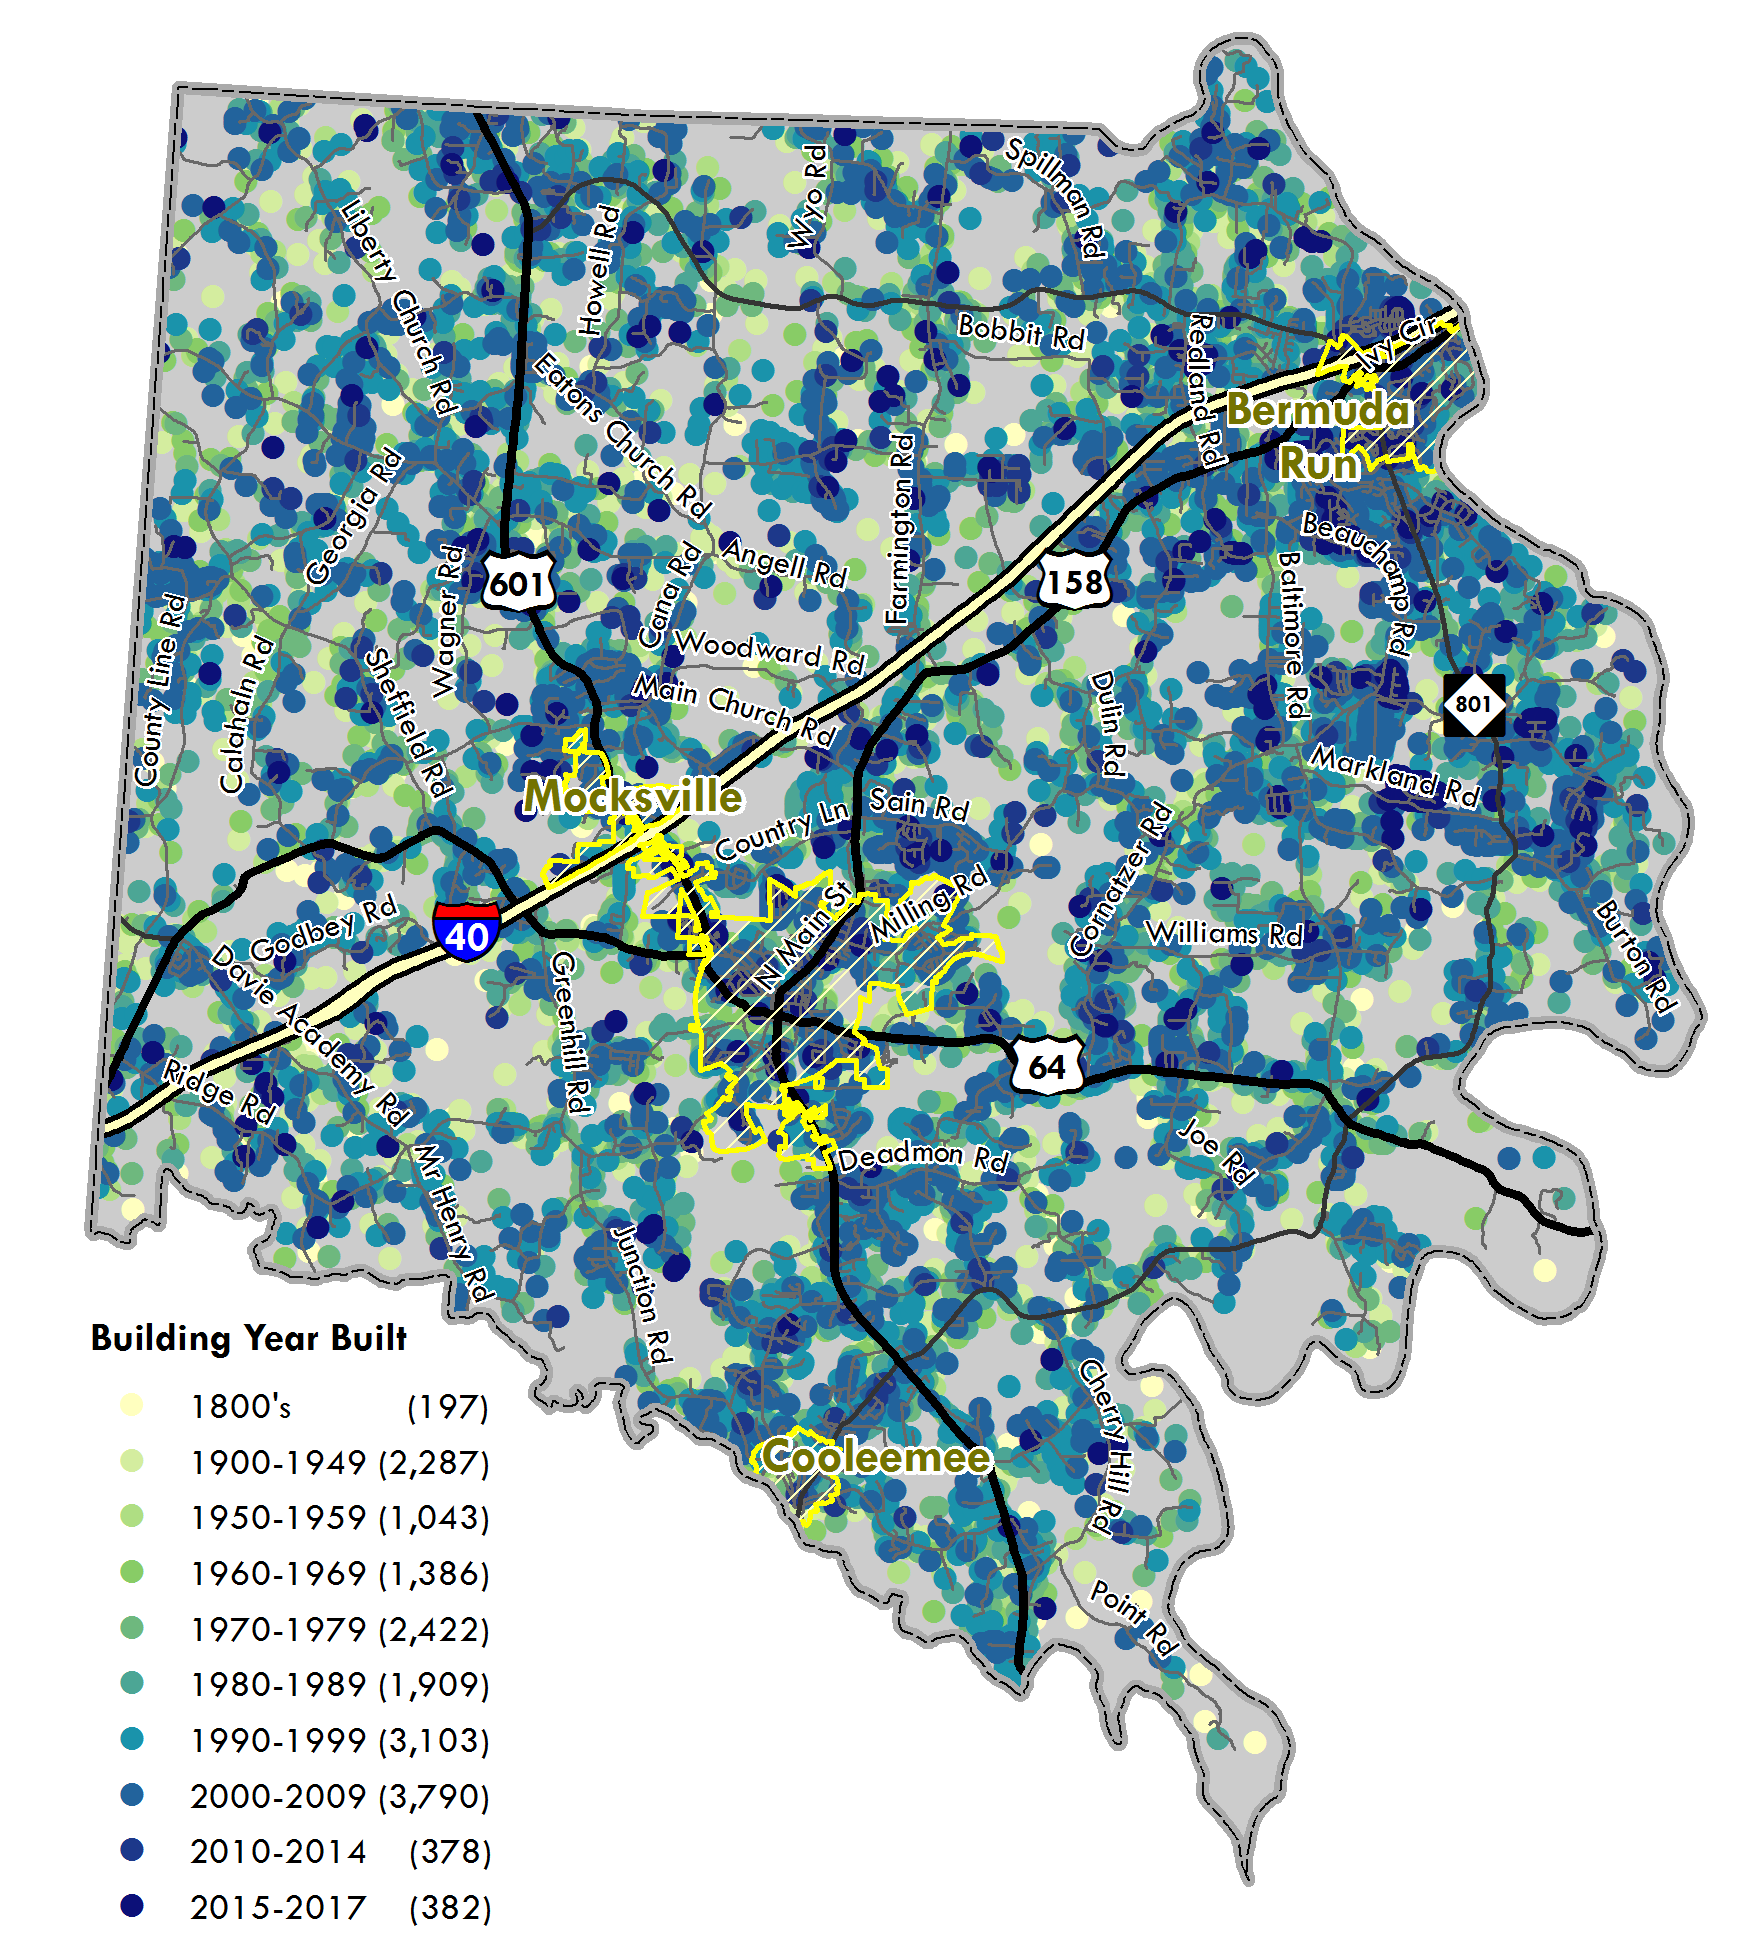 Spillman Rd
Wyo Rd
Liberty Church Rd
Howell Rd
Bobbit Rd
Redland Rd
Ivy Cir
Eatons Church Rd
Bermuda
Run
Georgia Rd
Farmington Rd
Beauchamp Rd
Angell Rd
Wagner Rd
601
158
Cana Rd
Baltimore Rd
County Line Rd
Calahaln Rd
Sheffield Rd
Woodward Rd
Main Church Rd
Dulin Rd
801
Markland Rd
Mocksville
Country Ln
Sain Rd
Cornatzer Rd
Milling Rd
N Main St
Godbey Rd
40
Williams Rd
Burton Rd
Davie Academy Rd
Greenhill Rd
Ridge Rd
64
Joe Rd
Deadmon Rd
Mr Henry Rd
Junction Rd
Cherry Hill Rd
Cooleemee
Point Rd
Building Year Built
1800's (197)
1900-1949 (2,287)
1950-1959 (1,043)
1960-1969 (1,386)
1970-1979 (2,422)
1980-1989 (1,909)
1990-1999 (3,103)
2000-2009 (3,790)
2010-2014 (378)
2015-2017 (382)